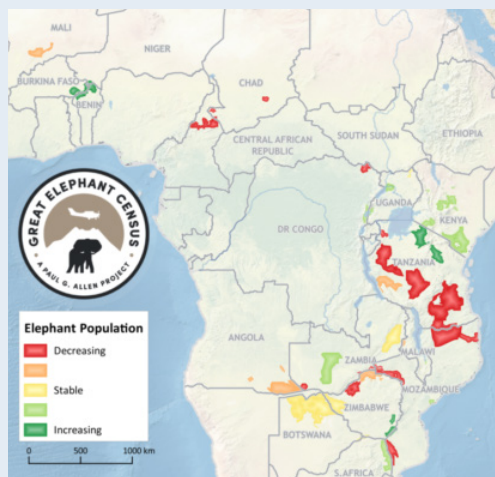 MALI
NIGER
CHAD
BURKINA FASO
BENIN
CENTRAL AFRICAN
REPUBLIC
SOUTH SUDAN
ETHIOPIA
GREAT ELEPHANT CENSUS
A PAUL G. ALLEN PROJECT
UGANDA
KENYA
DR CONGO
TANZANIA
Elephant Population
Decreasing
Stable
Increasing
0 500 1000 km
ANGOLA
ZAMBIA
MALAWI
MOZAMBIQUE
ZIMBABWE
BOTSWANA
S. AFRICA